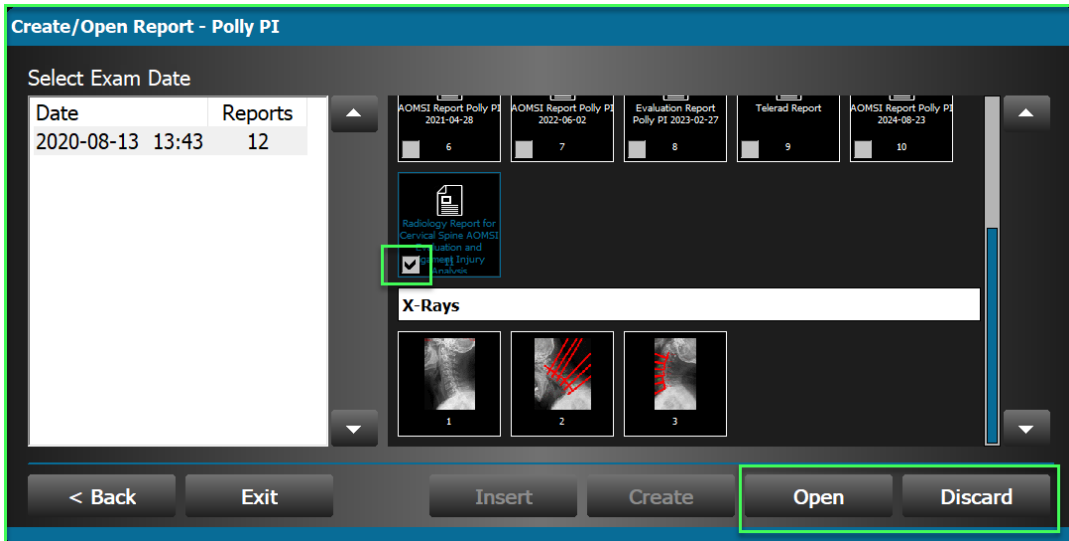 Create/Open Report - Polly PI
Select Exam Date
Date Reports
2020-08-13 13:43 12
AOMSI Report Polly PI
2021-04-28
6
AOMSI Report Polly PI
2022-06-02
7
Evaluation Report
Polly PI 2023-02-27
8
Telerad Report
9
AOMSI Report Polly PI
2024-08-23
10
Radiology Report for
Cervical Spine AOMSI
Evaluation and
Injury
11
Analysis
X-Rays
1
2
3
< Back
Exit
Insert
Create
Open
Discard